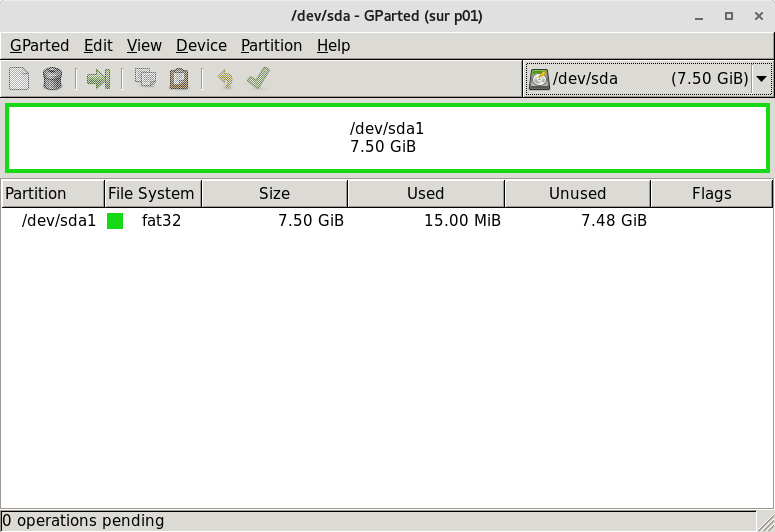 /dev/sda - GParted (sur p01)
GParted Edit View Device Partition Help
/dev/sda (7.50 GiB)
/dev/sda1
7.50 GiB
Partition File System Size Used Unused Flags
/dev/sda1 fat32 7.50 GiB 15.00 MiB 7.48 GiB
0 operations pending